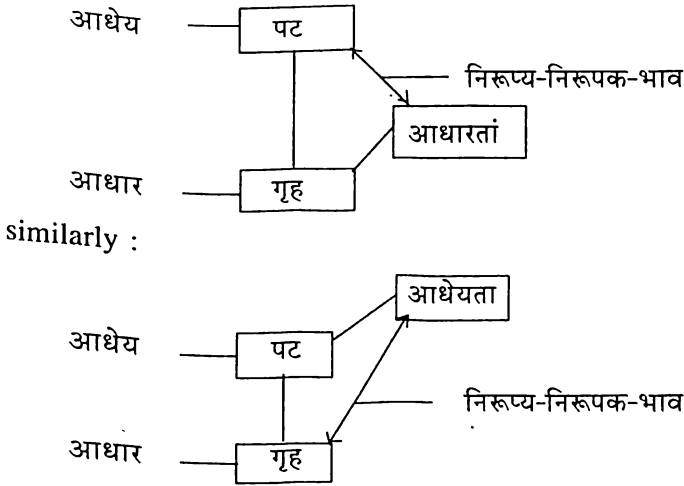 आधेय
पट
निरूप्य-निरूपक-भाव
आधारतां
आधार
गृह
similarly :
आधेयता
आधेय
पट
निरूप्य-निरूपक-भाव
आधार
गृह